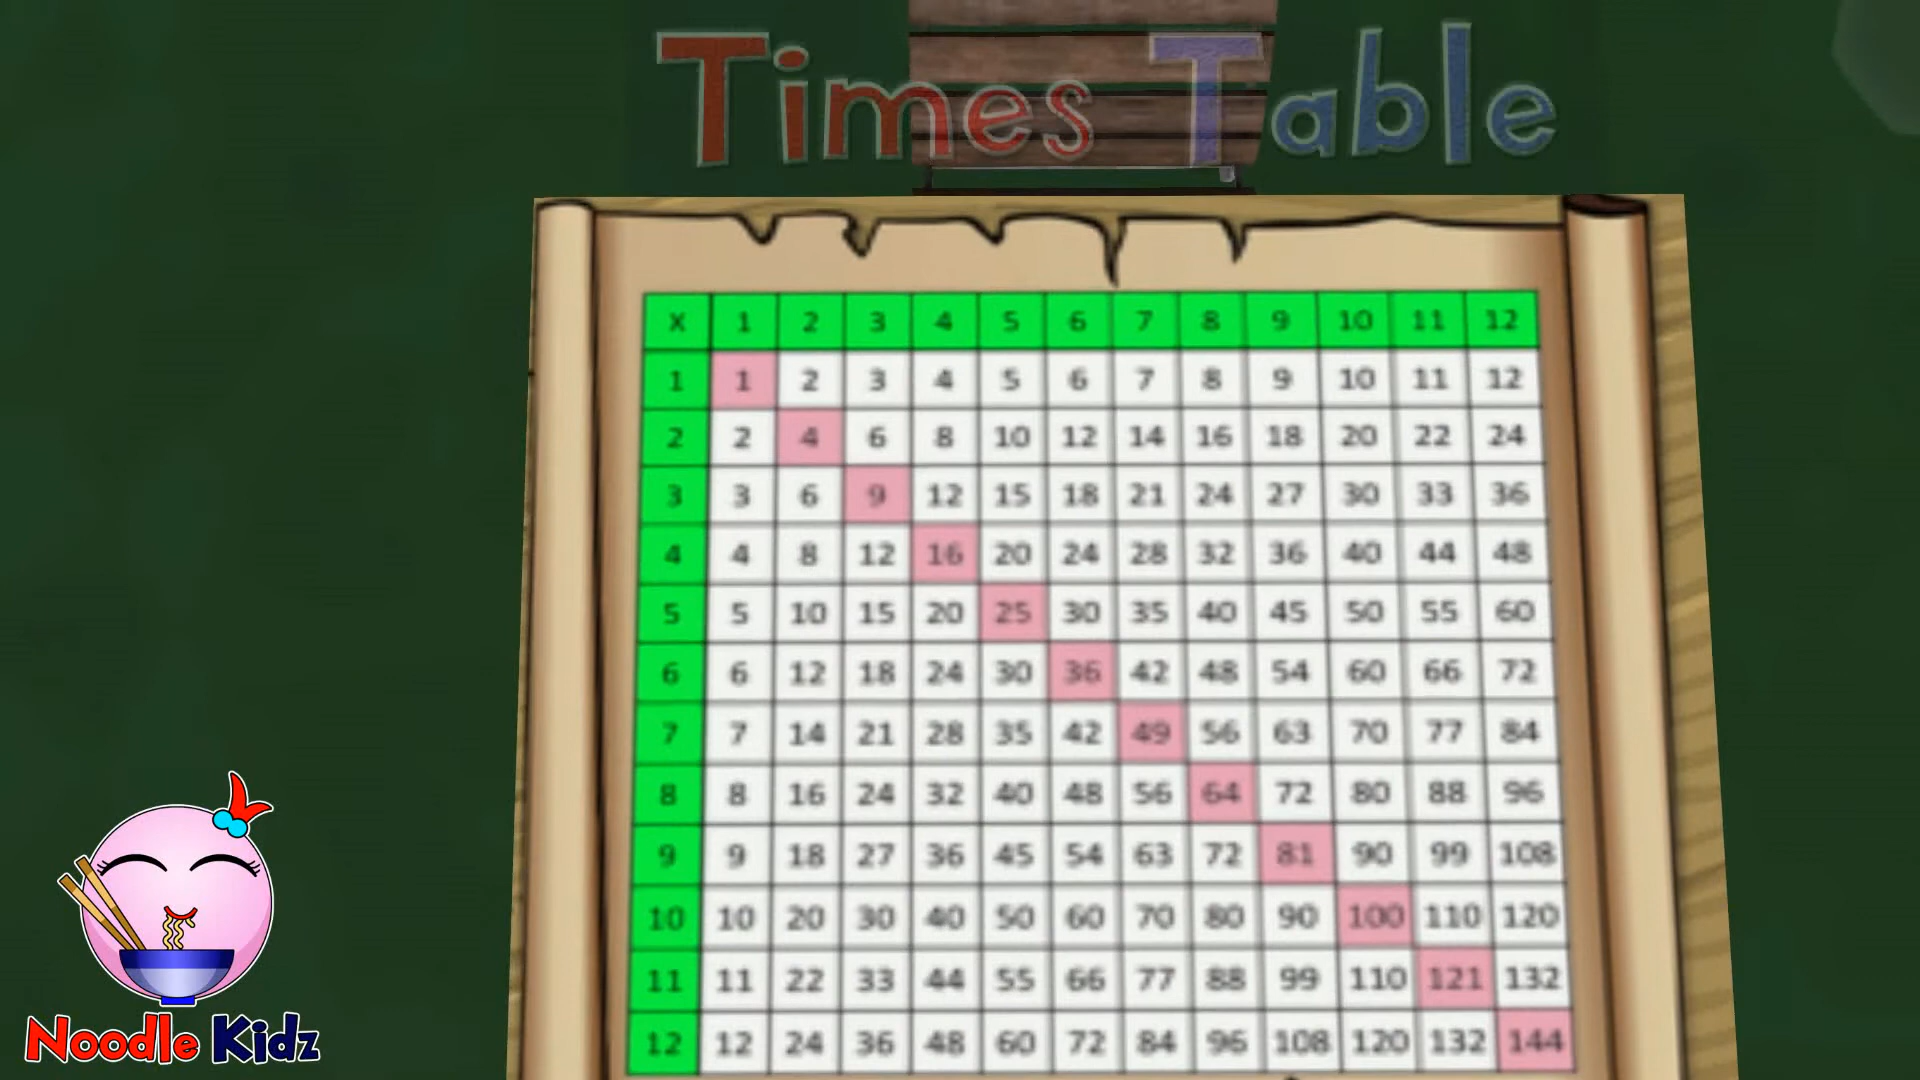 Times Table
X 1 2 3 4 5 6 7 8 9 10 11 12
1 1 2 3 4 5 6 7 8 9 10 11 12
2 2 4 6 8 10 12 14 16 18 20 22 24
3 3 6 9 12 15 18 21 24 27 30 33 36
4 4 8 12 16 20 24 28 32 36 40 44 48
5 5 10 15 20 25 30 35 40 45 50 55 60
6 6 12 18 24 30 36 42 48 54 60 66 72
7 7 14 21 28 35 42 49 56 63 70 77 84
8 8 16 24 32 40 48 56 64 72 80 88 96
9 9 18 27 36 45 54 63 72 81 90 99 108
10 10 20 30 40 50 60 70 80 90 100 110 120
11 11 22 33 44 55 66 77 88 99 110 121 132
12 12 24 36 48 60 72 84 96 108 120 132 144
Noodle Kidz